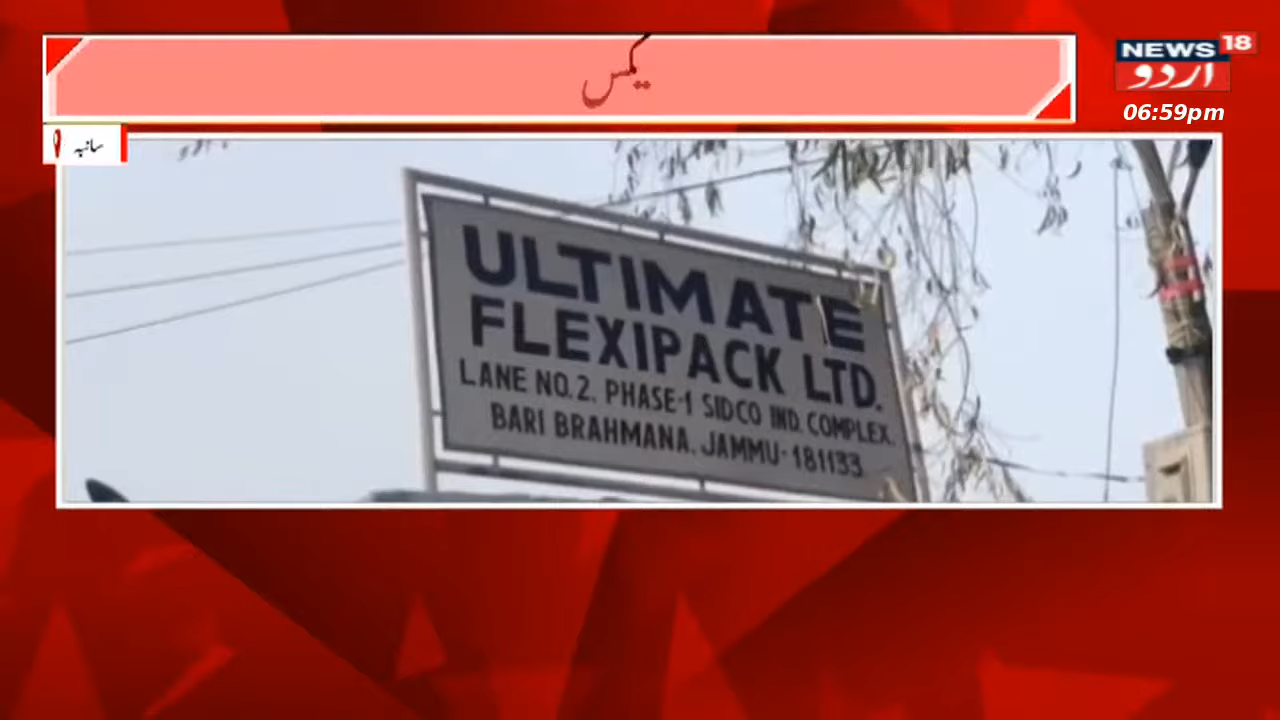 NEWS 18
اردو
06:59pm
سانبہ
ULTIMATE
FLEXIPACK LTD.
LANE NO.2. PHASE-1 SIDCO IND. COMPLEX.
BARI BRAHMANA. JAMMU-181133